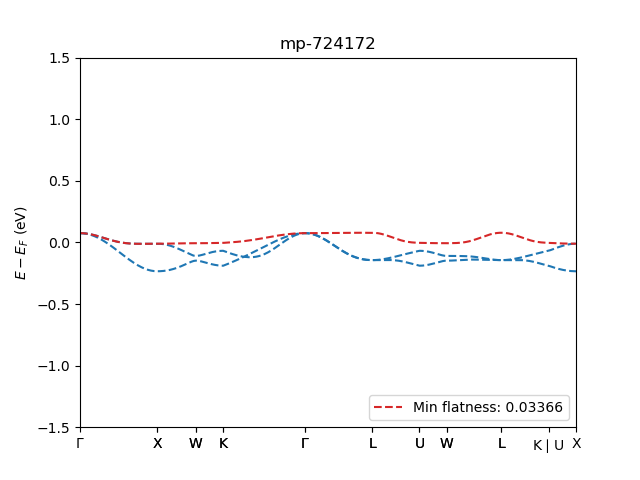 mp-724172
1.5
1.0
0.5
0.0
−0.5
−1.0
−1.5
E − E_F (eV)
Min flatness: 0.03366
Γ X W K Γ L U W L K | U X